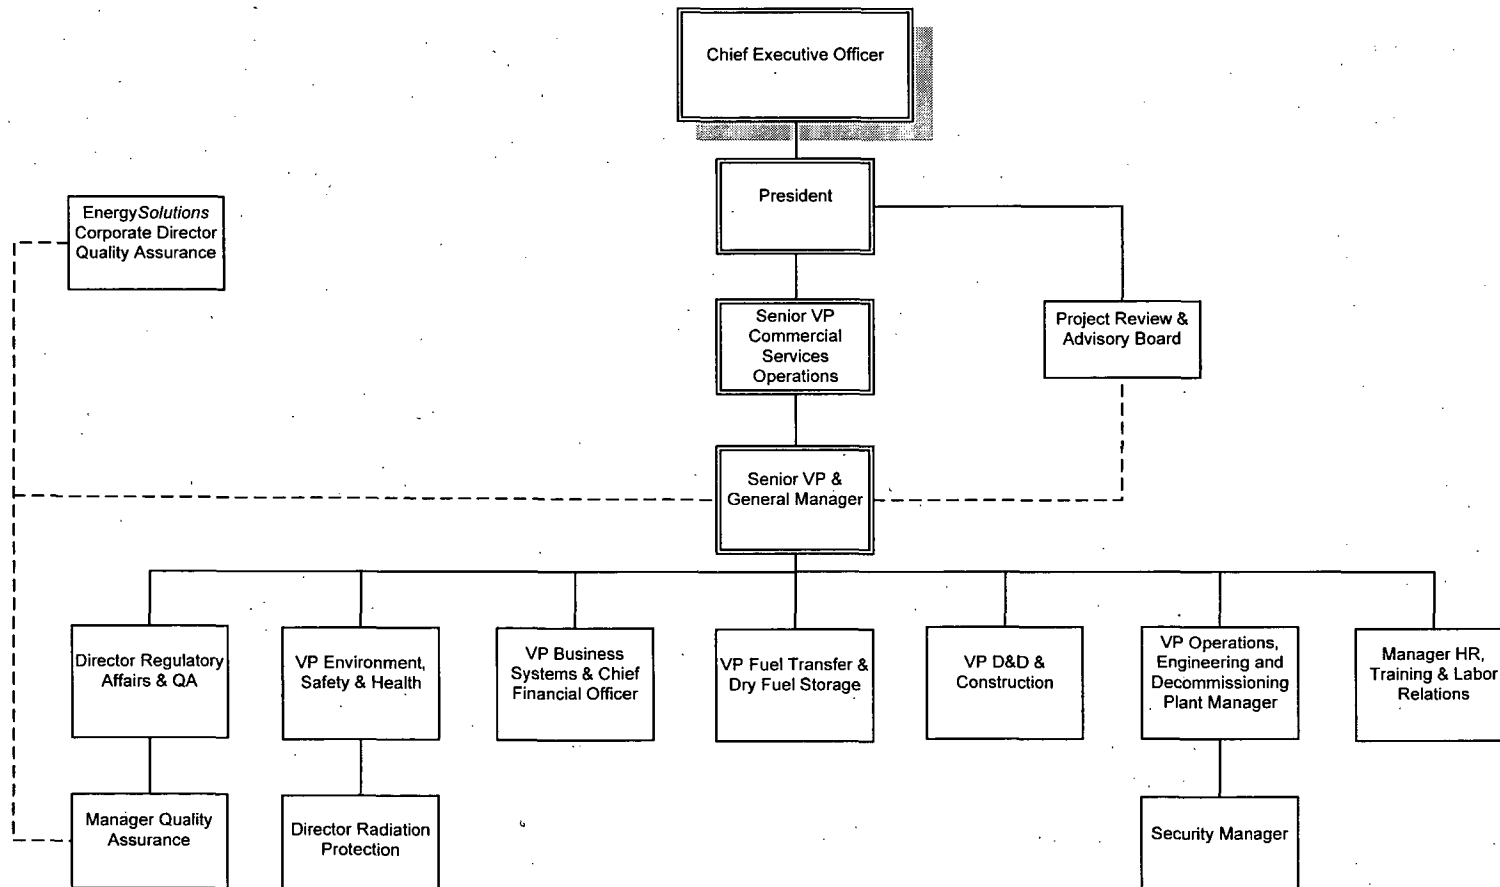 Chief Executive Officer
President
EnergySolutions
Corporate Director
Quality Assurance
Senior VP
Commercial
Services
Operations
Project Review &
Advisory Board
Senior VP &
General Manager
Director Regulatory
Affairs & QA
VP Environment,
Safety & Health
VP Business
Systems & Chief
Financial Officer
VP Fuel Transfer &
Dry Fuel Storage
VP D&D &
Construction
VP Operations,
Engineering and
Decommissioning
Plant Manager
Manager HR,
Training & Labor
Relations
Manager Quality
Assurance
Director Radiation
Protection
Security Manager